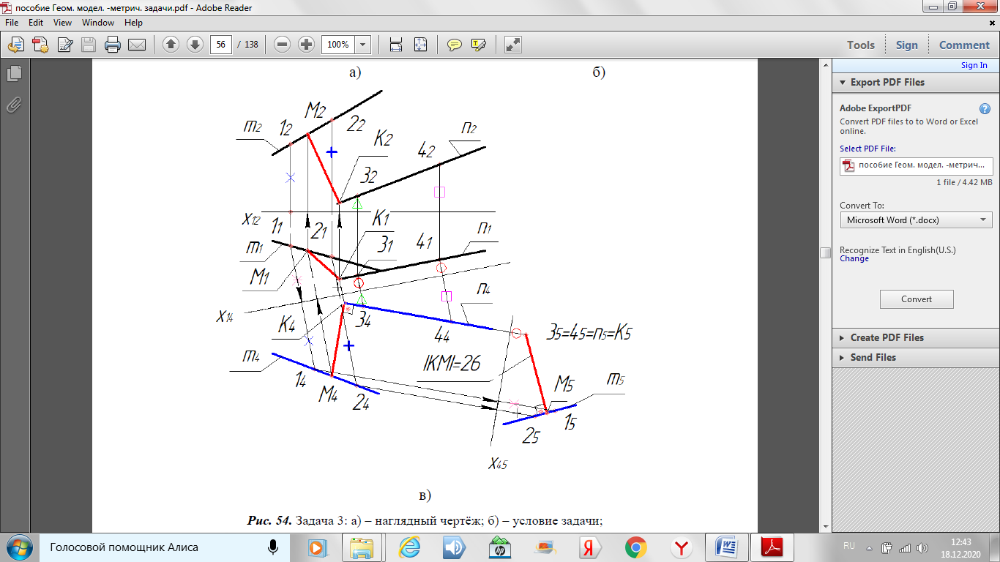 пособие Геом. модел. -метрич. задачи.pdf - Adobe Reader
File Edit View Window Help
56 / 138
100%
Tools Sign Comment
Sign In
Export PDF Files
Adobe ExportPDF
Convert PDF files to to Word or Excel
online.
Select PDF File:
пособие Геом. модел. -метрич...
1 file / 4.42 MB
Convert To:
Microsoft Word (*.docx)
Recognize Text in English(U.S.)
Change
Convert
Create PDF Files
Send Files
а) б)
M2
m2 12 22
K2
n2
42
32
x12
11
21
K1
31
41
n1
m1
M1
x14
K4
34
n4
44
m4
14
M4
24
35=45=n5=K5
|KM|=26
M5
m5
25
15
x45
в)
Рис. 54. Задача 3: а) – наглядный чертёж; б) – условие задачи;
Голосовой помощник Алиса
RU
12:43
18.12.2020